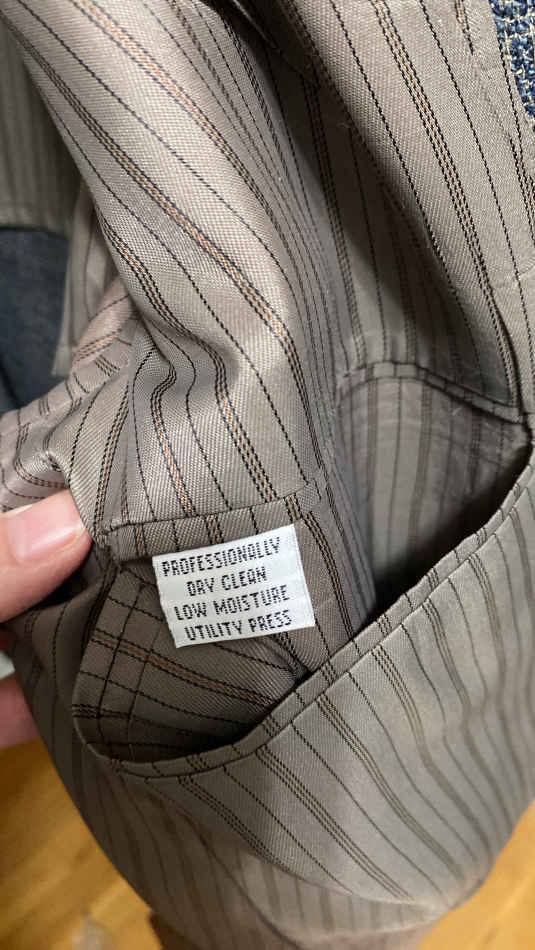 PROFESSIONALLY
DRY CLEAN
LOW MOISTURE
UTILITY PRESS